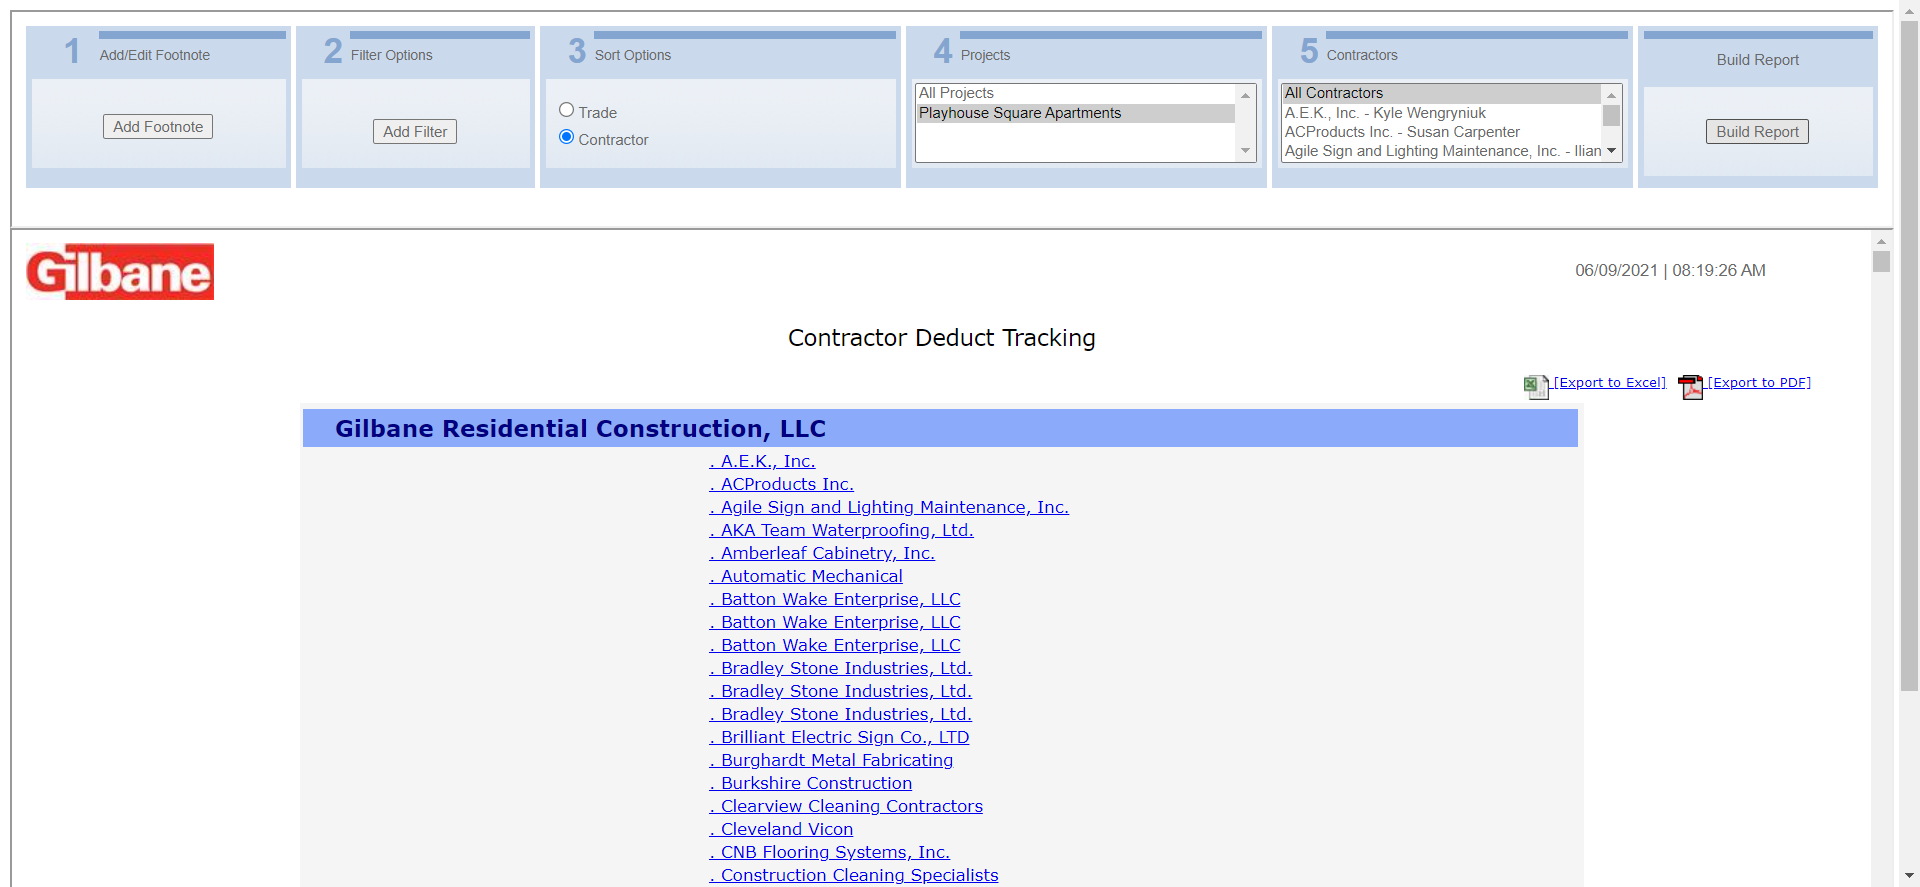 1 Add/Edit Footnote
Add Footnote
2 Filter Options
Add Filter
3 Sort Options
Trade
Contractor
4 Projects
All Projects
Playhouse Square Apartments
5 Contractors
All Contractors
A.E.K., Inc. - Kyle Wengryniuk
ACProducts Inc. - Susan Carpenter
Agile Sign and Lighting Maintenance, Inc. - Ilian
Build Report
Build Report
Gilbane
06/09/2021 | 08:19:26 AM
Contractor Deduct Tracking
[Export to Excel] [Export to PDF]
Gilbane Residential Construction, LLC
. A.E.K., Inc.
. ACProducts Inc.
. Agile Sign and Lighting Maintenance, Inc.
. AKA Team Waterproofing, Ltd.
. Amberleaf Cabinetry, Inc.
. Automatic Mechanical
. Batton Wake Enterprise, LLC
. Batton Wake Enterprise, LLC
. Batton Wake Enterprise, LLC
. Bradley Stone Industries, Ltd.
. Bradley Stone Industries, Ltd.
. Bradley Stone Industries, Ltd.
. Brilliant Electric Sign Co., LTD
. Burghardt Metal Fabricating
. Burkshire Construction
. Clearview Cleaning Contractors
. Cleveland Vicon
. CNB Flooring Systems, Inc.
. Construction Cleaning Specialists